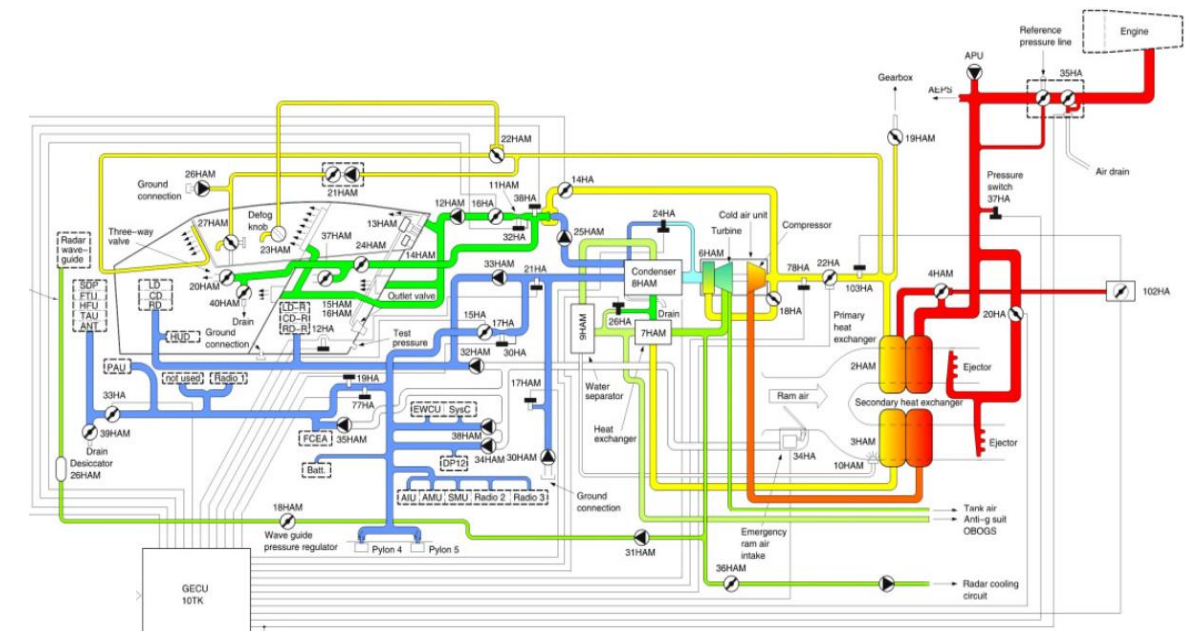 Engine
Reference
pressure line
APU
35HA
Gearbox
AEPS
22HAM
19HAM
Air drain
26HAM
Ground
connection
21HAM
11HAM
38HA
14HA
Pressure
switch
37HA
12HAM
16HA
24HA
Cold air unit
Turbine
Compressor
Defog
knob
27HAM
13HAM
32HA
Three-way
valve
Radar
wave-
guide
37HAM
23HAM
24HAM
14HAM
25HAM
6HAM
33HAM
21HA
Condenser
8HAM
78HA
22HA
103HA
4HAM
102HA
20HAM
SDP
FTU
HFU
TAU
ANT
LD
CD
RD
40HAM
Drain
Outlet valve
15HAM
16HAM
LD-RI
CD-RI
RD-R
12HA
15HA
17HA
26HA
Drain
9HAM
7HAM
18HA
20HA
HUD
Ground
connection
Test
pressure
30HA
Primary
heat
exchanger
2HAM
Ejector
PAU
not used
Radio 1
32HAM
19HA
77HA
17HAM
Water
separator
Ram air
Secondary heat exchanger
33HA
39HAM
Drain
FCEA
35HAM
EWCU
SysC
38HAM
Heat
exchanger
3HAM
Ejector
Desiccator
26HAM
Batt.
34HAM
30HAM
DP12
34HA
10HAM
AIU
AMU
SMU
Radio 2
Radio 3
Ground
connection
18HAM
Wave guide
pressure regulator
Tank air
Anti-g suit
OBOGS
Emergency
ram air
intake
Pylon 4
Pylon 5
31HAM
36HAM
Radar cooling
circuit
GECU
10TK